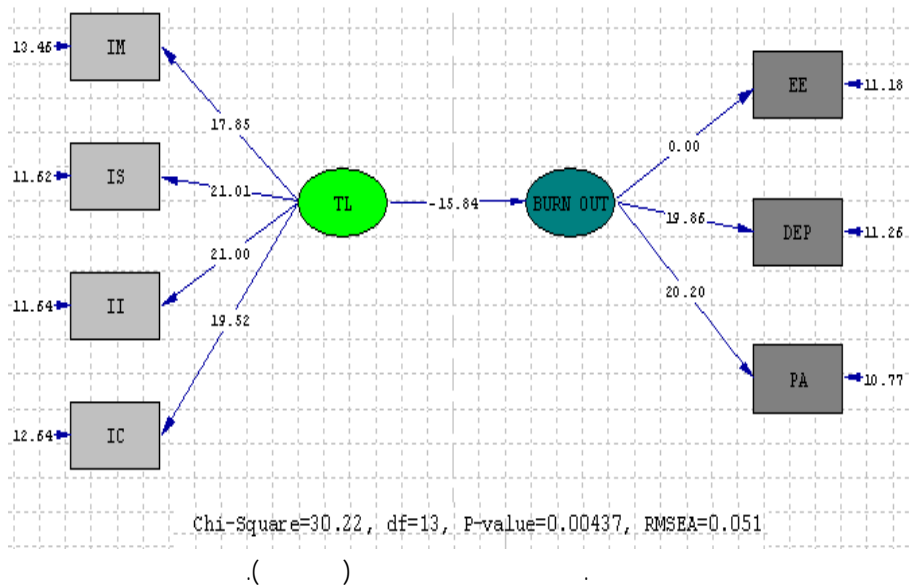 13.46
IM
17.85
11.62
IS
21.01
TL
-15.84
BURN OUT
21.00
11.64
II
19.52
12.64
IC
EE
11.18
0.00
19.86
DEP
11.26
20.20
PA
10.77
Chi-Square=30.22, df=13, P-value=0.00437, RMSEA=0.051
.( ) .